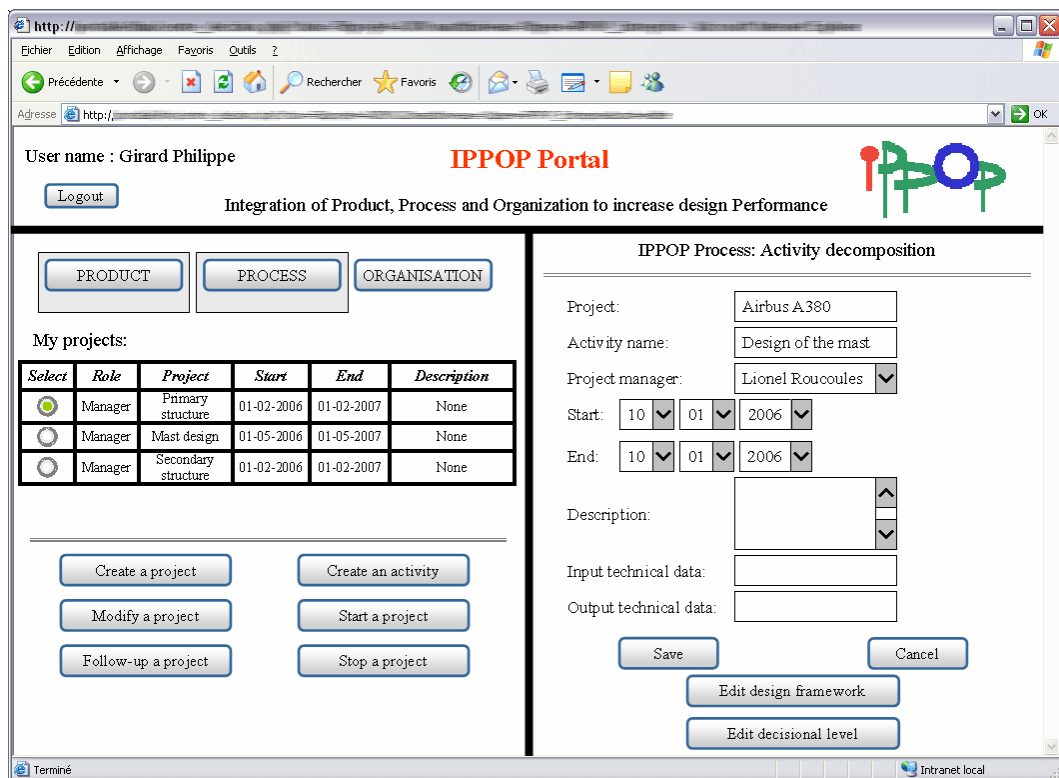 http://
Fichier Edition Affichage Favoris Outils ?
Précédente Rechercher Favoris
Adresse http:/ OK
User name : Girard Philippe
IPPOP Portal
IPPOP
Logout
Integration of Product, Process and Organization to increase design Performance
PRODUCT PROCESS ORGANISATION
My projects:
Select Role Project Start End Description
Manager Primary structure 01-02-2006 01-02-2007 None
Manager Mast design 01-05-2006 01-05-2007 None
Manager Secondary structure 01-02-2006 01-02-2007 None
Create a project Create an activity
Modify a project Start a project
Follow-up a project Stop a project
IPPOP Process: Activity decomposition
Project: Airbus A380
Activity name: Design of the mast
Project manager: Lionel Roucoules
Start: 10 01 2006
End: 10 01 2006
Description:
Input technical data:
Output technical data:
Save Cancel
Edit design framework
Edit decisional level
Terminé Intranet local